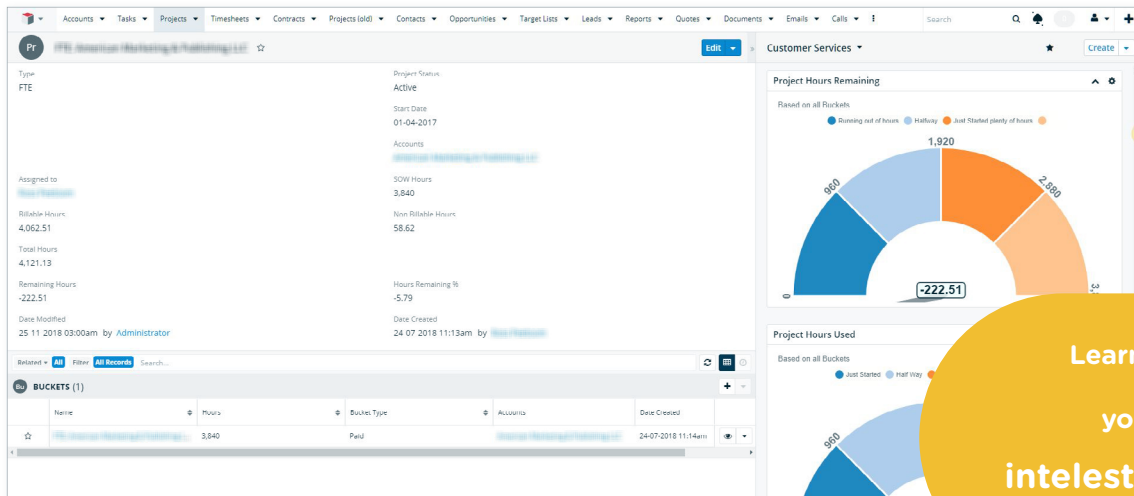 Accounts Tasks Projects Timesheets Contracts Projects (old) Contacts Opportunities Target Lists Leads Reports Quotes Documents Emails Calls Search
Pr
Edit
Customer Services
Create
Type
FTE
Project Status
Active
Start Date
01-04-2017
Accounts
Assigned to
SOW Hours
3,840
Billable Hours
4,062.51
Non Billable Hours
58.62
Total Hours
4,121.13
Remaining Hours
-222.51
Hours Remaining %
-5.79
Date Modified
25 11 2018 03:00am by Administrator
Date Created
24 07 2018 11:13am by
Related All Filter All Records Search...
Bu BUCKETS (1)
Name Hours Bucket Type Accounts Date Created
3,840 Paid 24-07-2018 11:14am
Project Hours Remaining
Based on all Buckets
Running out of hours Halfway Just Started plenty of hours
0
960
1,920
2,880
-222.51
Project Hours Used
Based on all Buckets
Just Started Half Way
960
Learn
yo
intelest